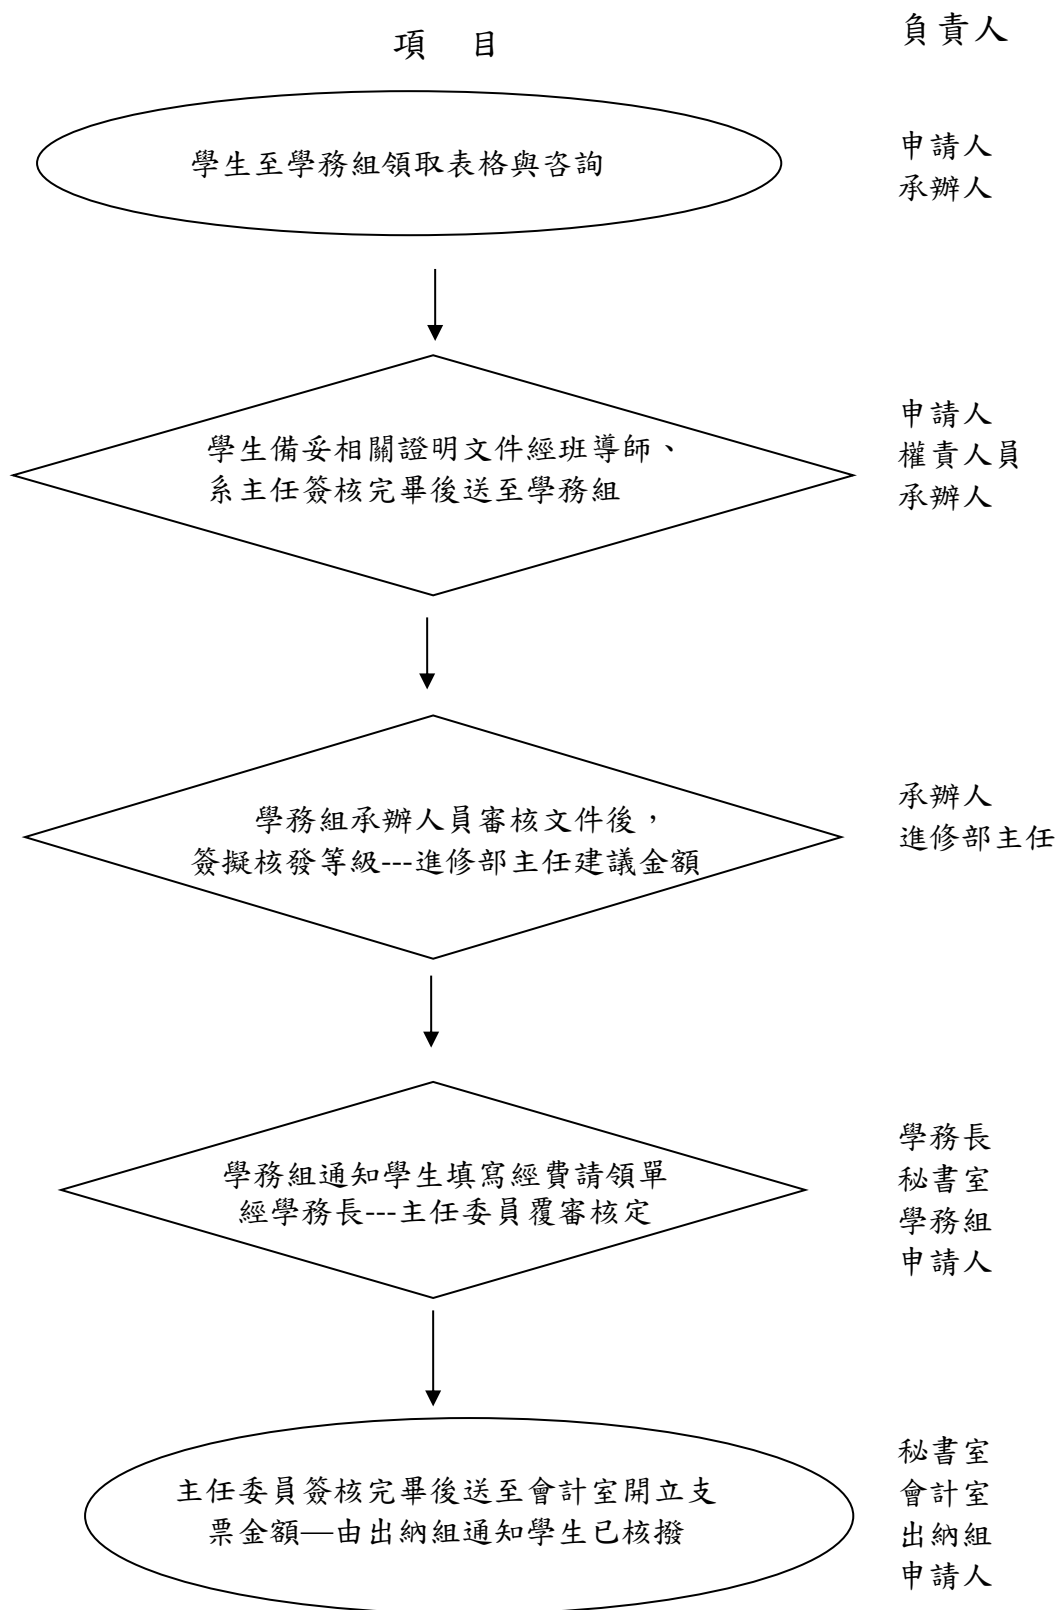 項 目
負責人
學生至學務組領取表格與咨詢
申請人
承辦人
學生備妥相關證明文件經班導師、
系主任簽核完畢後送至學務組
申請人
權責人員
承辦人
學務組承辦人員審核文件後，
簽擬核發等級---進修部主任建議金額
承辦人
進修部主任
學務組通知學生填寫經費請領單
經學務長---主任委員覆審核定
學務長
秘書室
學務組
申請人
主任委員簽核完畢後送至會計室開立支
票金額—由出納組通知學生已核撥
秘書室
會計室
出納組
申請人